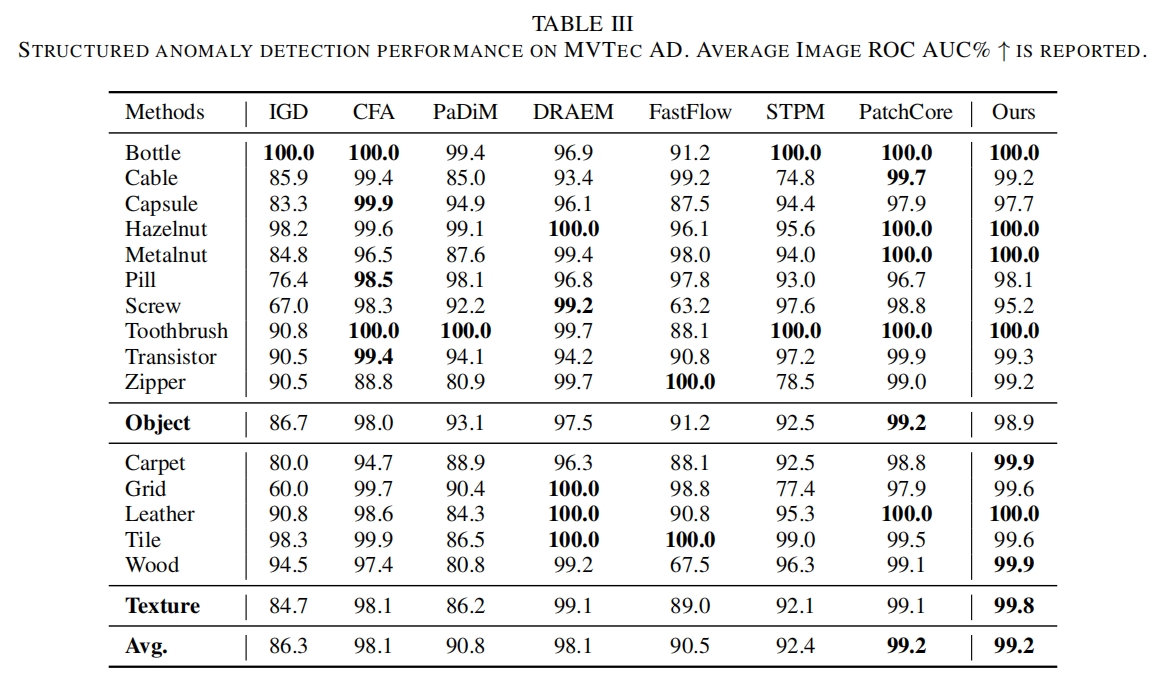 TABLE III
STRUCTURED ANOMALY DETECTION PERFORMANCE ON MVTEC AD. AVERAGE IMAGE ROC AUC% ↑ IS REPORTED.
Methods IGD CFA PaDiM DRAEM FastFlow STPM PatchCore Ours
Bottle 100.0 100.0 99.4 96.9 91.2 100.0 100.0 100.0
Cable 85.9 99.4 85.0 93.4 99.2 74.8 99.7 99.2
Capsule 83.3 99.9 94.9 96.1 87.5 94.4 97.9 97.7
Hazelnut 98.2 99.6 99.1 100.0 96.1 95.6 100.0 100.0
Metalnut 84.8 96.5 87.6 99.4 98.0 94.0 100.0 100.0
Pill 76.4 98.5 98.1 96.8 97.8 93.0 96.7 98.1
Screw 67.0 98.3 92.2 99.2 63.2 97.6 98.8 95.2
Toothbrush 90.8 100.0 100.0 99.7 88.1 100.0 100.0 100.0
Transistor 90.5 99.4 94.1 94.2 90.8 97.2 99.9 99.3
Zipper 90.5 88.8 80.9 99.7 100.0 78.5 99.0 99.2
Object 86.7 98.0 93.1 97.5 91.2 92.5 99.2 98.9
Carpet 80.0 94.7 88.9 96.3 88.1 92.5 98.8 99.9
Grid 60.0 99.7 90.4 100.0 98.8 77.4 97.9 99.6
Leather 90.8 98.6 84.3 100.0 90.8 95.3 100.0 100.0
Tile 98.3 99.9 86.5 100.0 100.0 99.0 99.5 99.6
Wood 94.5 97.4 80.8 99.2 67.5 96.3 99.1 99.9
Texture 84.7 98.1 86.2 99.1 89.0 92.1 99.1 99.8
Avg. 86.3 98.1 90.8 98.1 90.5 92.4 99.2 99.2